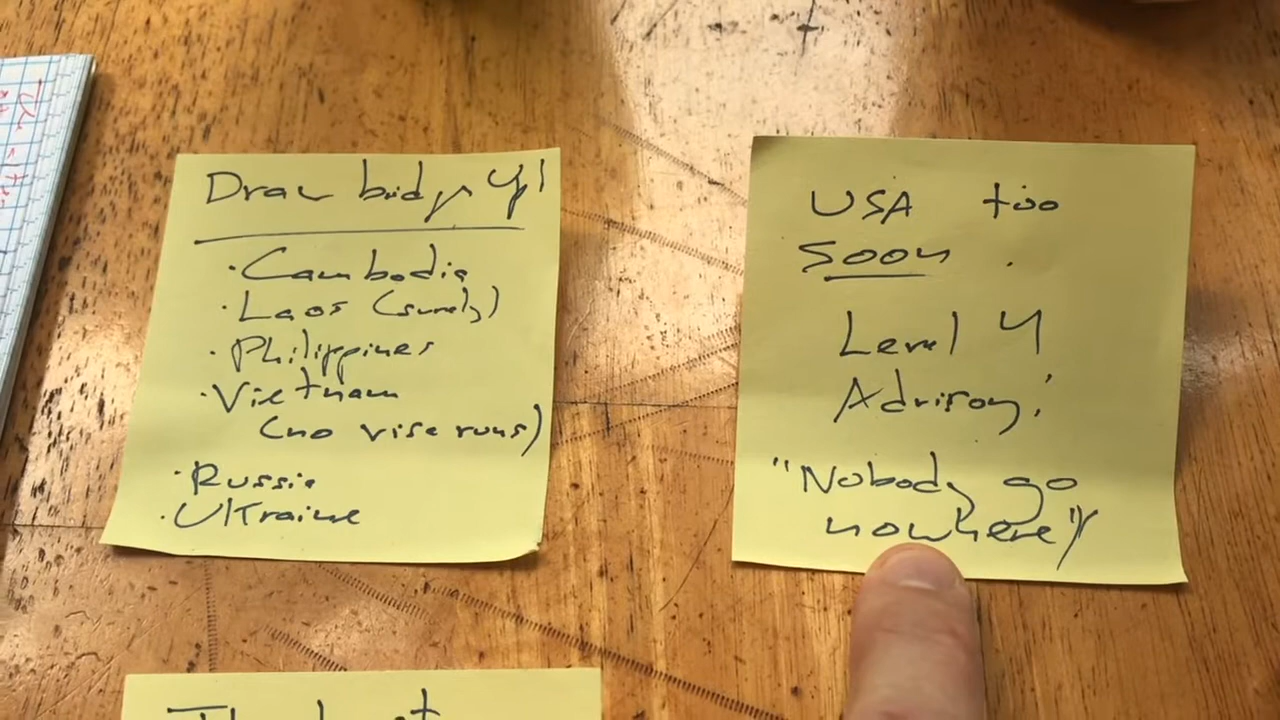 Draw bridges up!
· Cambodia
· Laos (surely)
· Philippines
· Vietnam
(no visa runs)
· Russia
· Ukraine
USA too
soon.
Level 4
Advisory:
"Nobody go
nowhere"